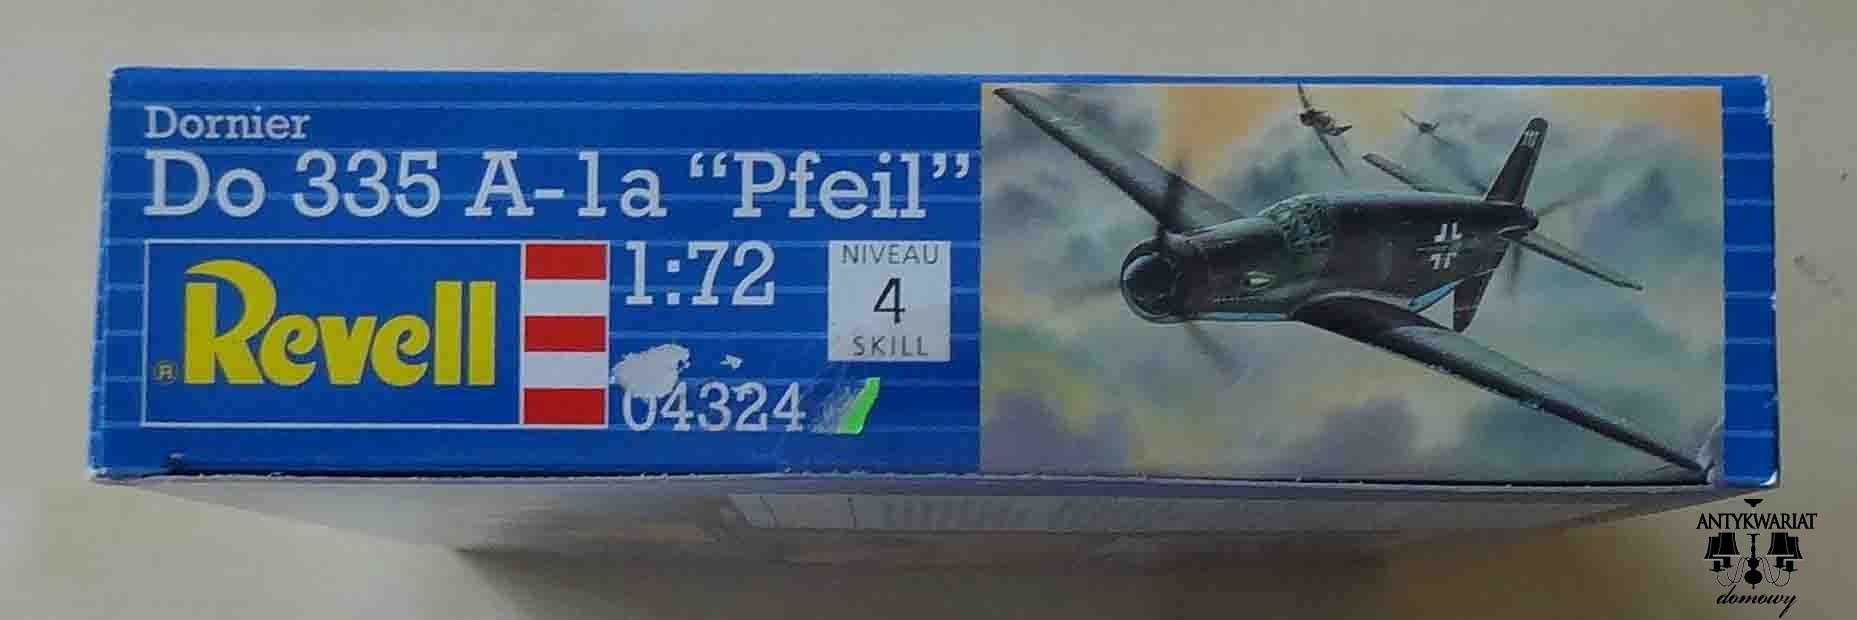 Dornier
Do 335 A-1a “Pfeil”
® Revell
1:72
04324
NIVEAU
4
SKILL
ANTYKWARIAT
domowy